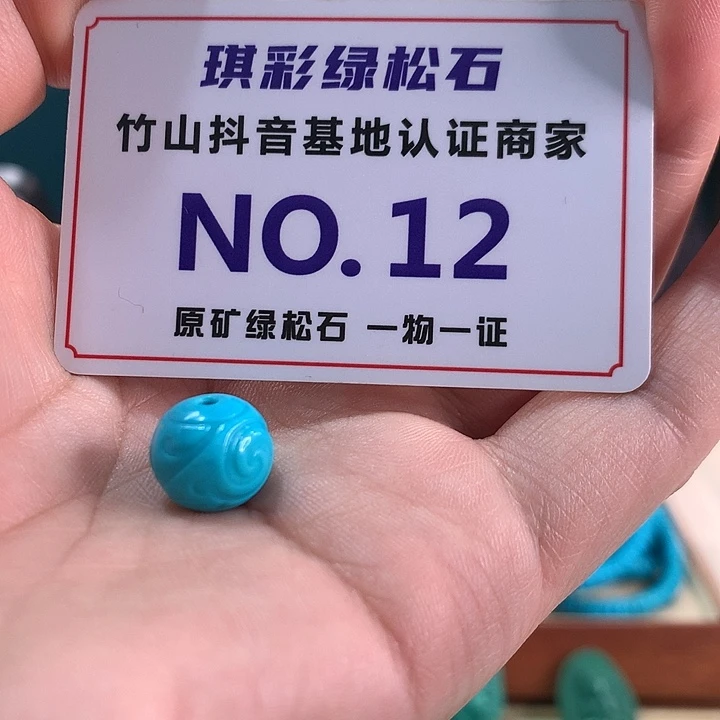 琪彩绿松石
竹山抖音基地认证商家
NO. 12
原矿绿松石 一物一证